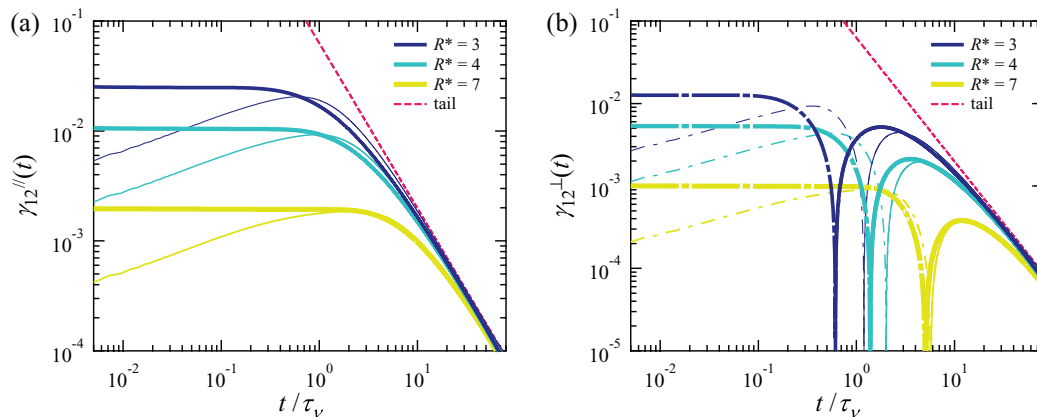 (a)
10^-1
10^-2
10^-3
10^-4
γ12^//(t)
R* = 3
R* = 4
R* = 7
tail
10^-2
10^-1
10^0
10^1
t / τν
(b)
10^-1
10^-2
10^-3
10^-4
10^-5
γ12^⊥(t)
R* = 3
R* = 4
R* = 7
tail
10^-2
10^-1
10^0
10^1
t / τν